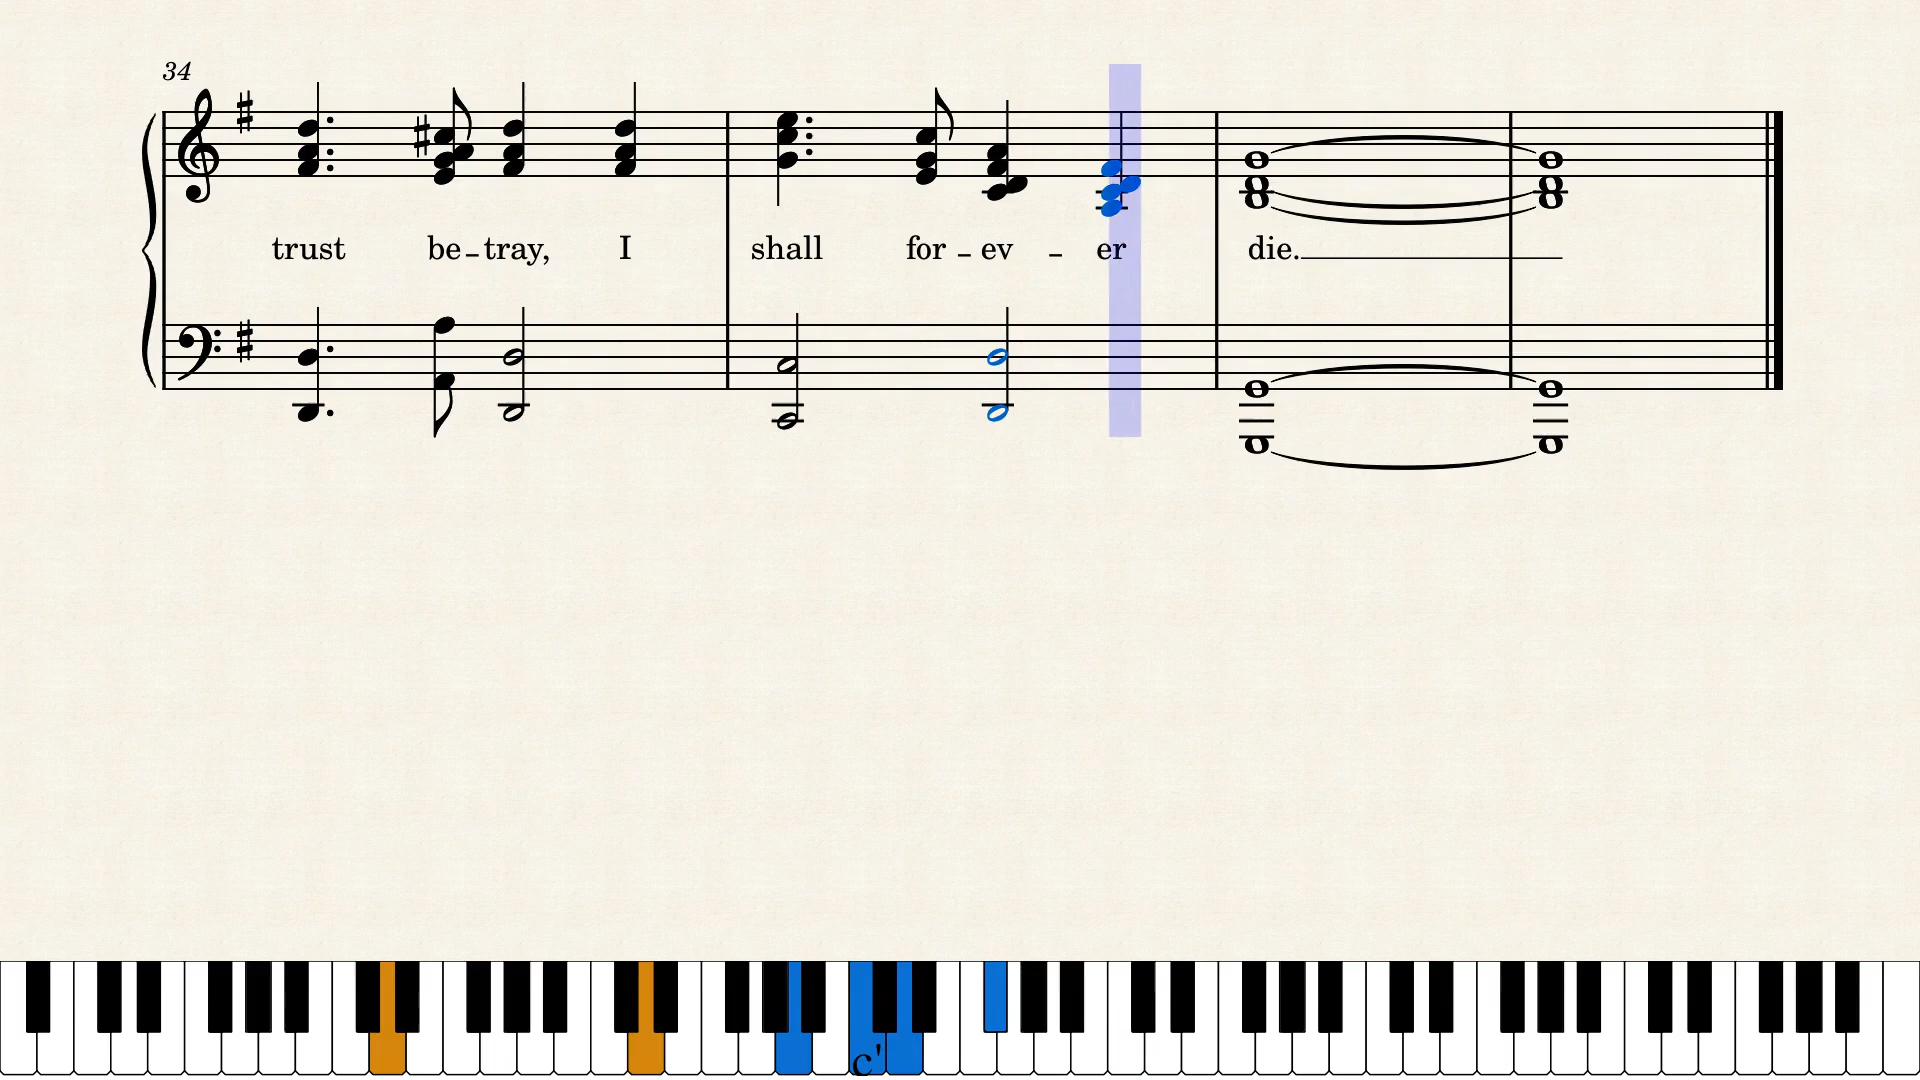 34
trust be-tray, I shall for-ev-er die.
c'